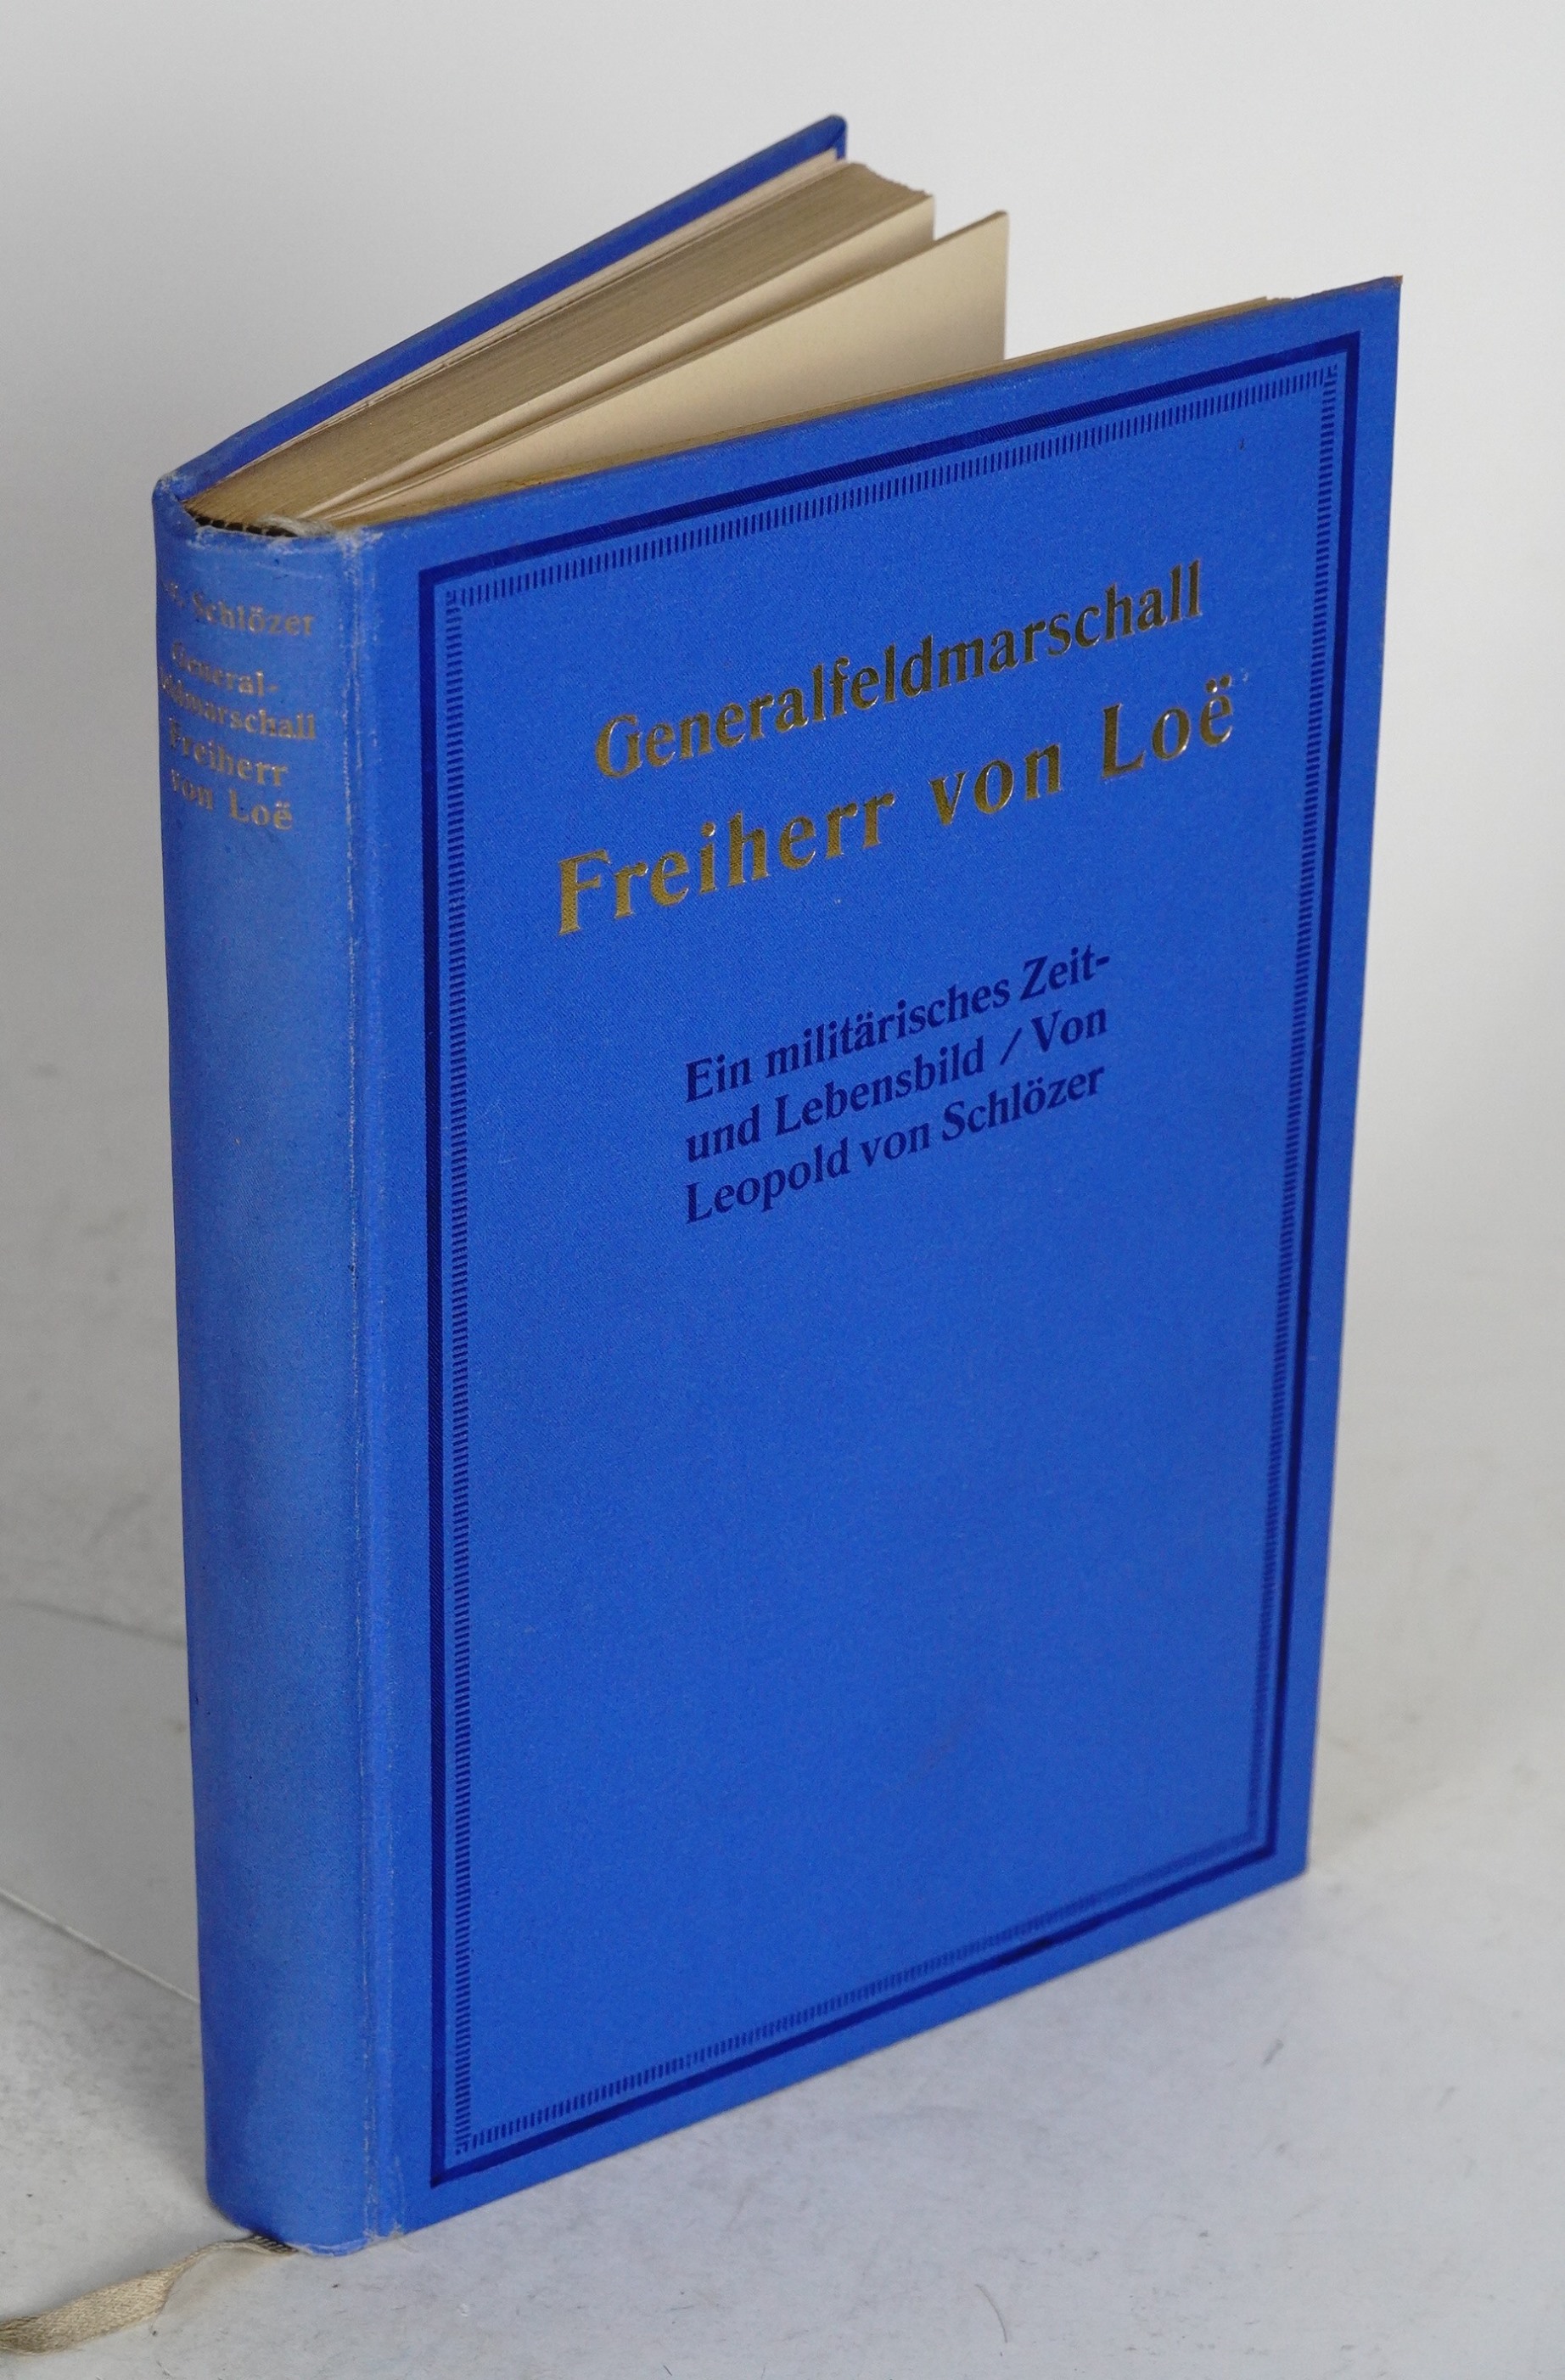 Schlözer
General-
feldmarschall
Freiherr
von Loë
Generalfeldmarschall
Freiherr von Loë
Ein militärisches Zeit-
und Lebensbild / Von
Leopold von Schlözer